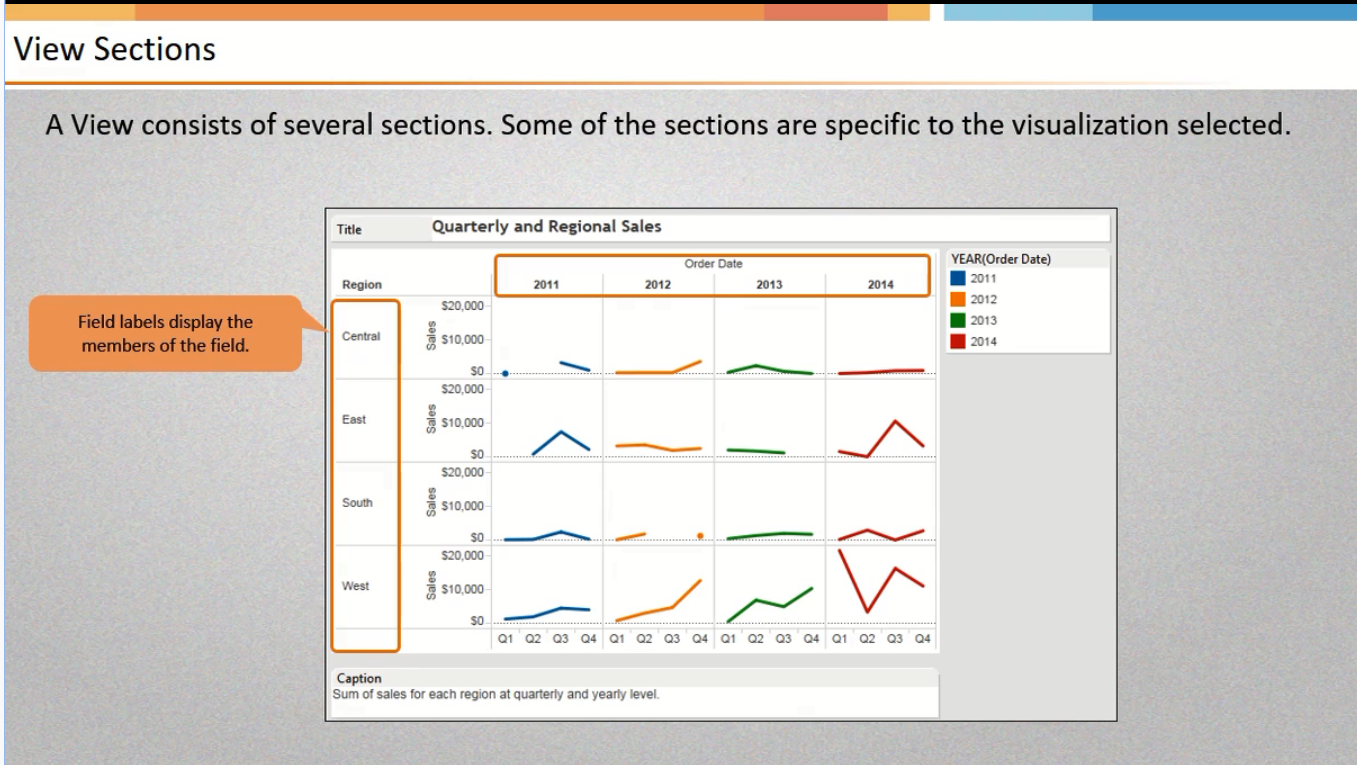 View Sections
A View consists of several sections. Some of the sections are specific to the visualization selected.
Title
Quarterly and Regional Sales
Order Date
Region
2011 2012 2013 2014
YEAR(Order Date)
2011
2012
2013
2014
Field labels display the
members of the field.
Central
Sales
$20,000
$10,000
$0
East
Sales
$20,000
$10,000
$0
South
Sales
$20,000
$10,000
$0
West
Sales
$20,000
$10,000
$0
Q1 Q2 Q3 Q4 Q1 Q2 Q3 Q4 Q1 Q2 Q3 Q4 Q1 Q2 Q3 Q4
Caption
Sum of sales for each region at quarterly and yearly level.